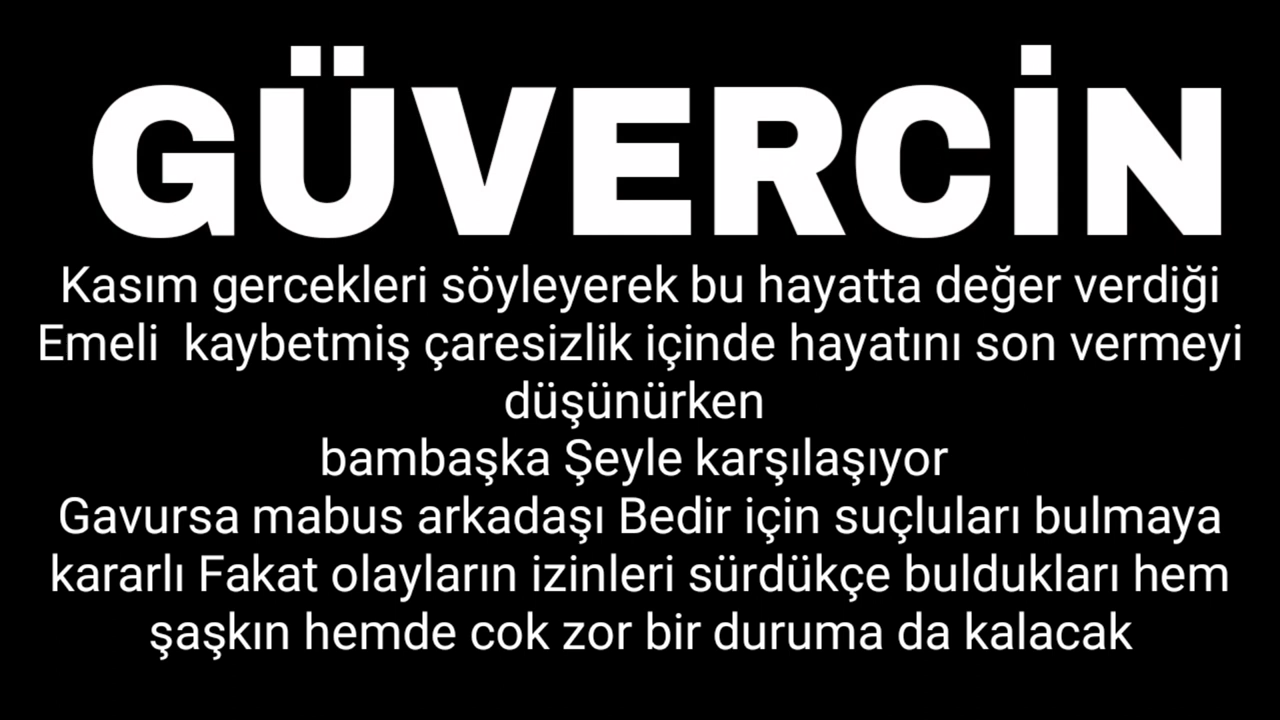 GÜVERCİN
Kasım gercekleri söyleyerek bu hayatta değer verdiği
Emeli kaybetmiş çaresizlik içinde hayatını son vermeyi
düşünürken
bambaşka Şeyle karşılaşıyor
Gavursa mabus arkadaşı Bedir için suçluları bulmaya
kararlı Fakat olayların izinleri sürdükçe buldukları hem
şaşkın hemde cok zor bir duruma da kalacak